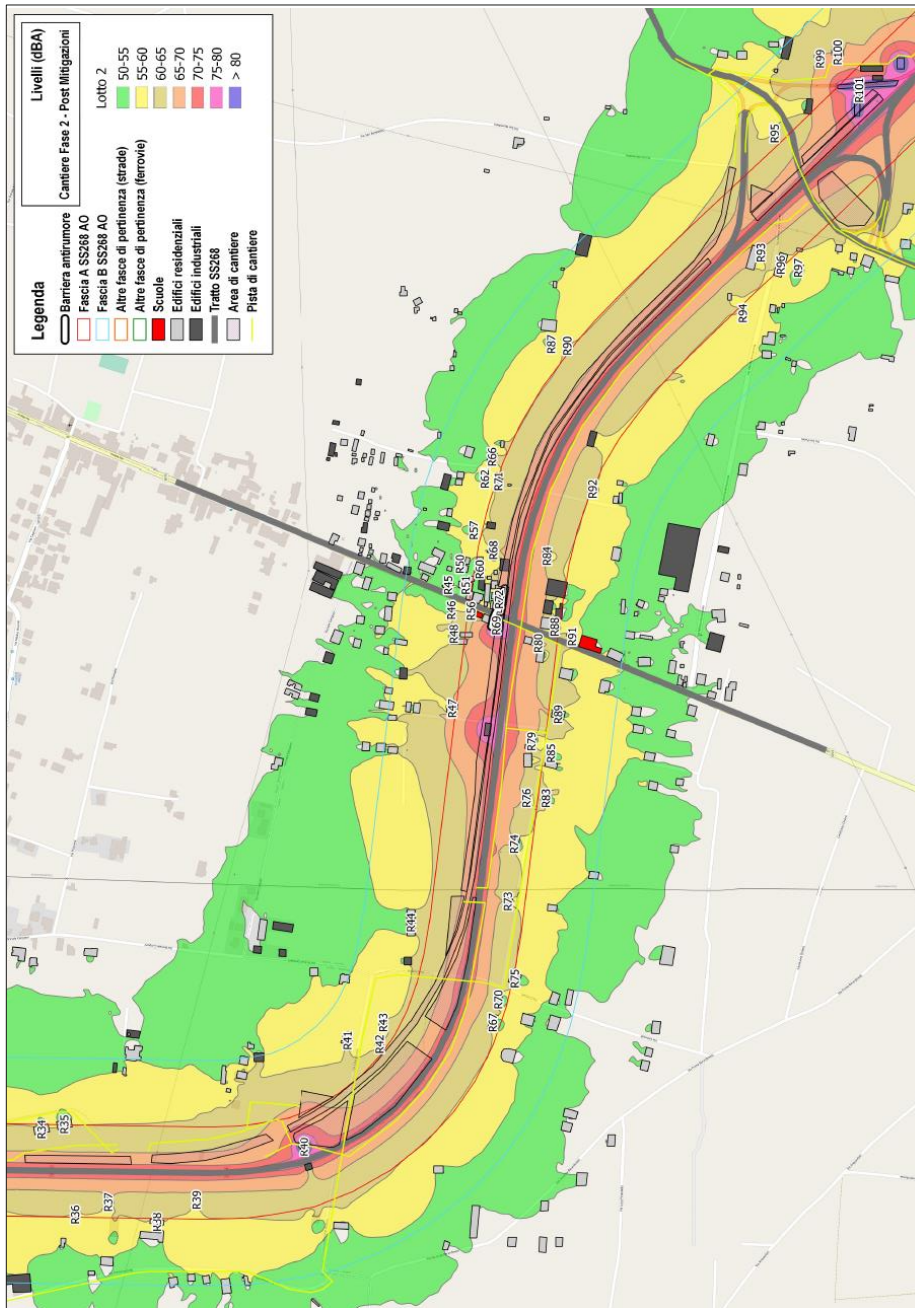 Legenda
Livelli (dBA)
Cantiere Fase 2 - Post Mitigazioni
Barriera antirumore
Fascia A SS268 AO
Fascia B SS268 AO
Altre fasce di pertinenza (strade)
Altre fasce di pertinenza (ferrovie)
Scuole
Edifici residenziali
Edifici industriali
Tratto SS268
Area di cantiere
Pista di cantiere
Lotto 2
50-55
55-60
60-65
65-70
70-75
75-80
> 80
R34
R35
R36
R37
R38
R39
R40
R41
R42
R43
R44
R67
R70
R75
R73
R74
R76
R83
R79
R85
R89
R47
R48
R46
R45
R50
R51
R56
R60
R57
R68
R69
R72
R80
R88
R91
R84
R92
R62
R66
R71
R87
R90
R94
R93
R96
R97
R95
R99
R100
R101